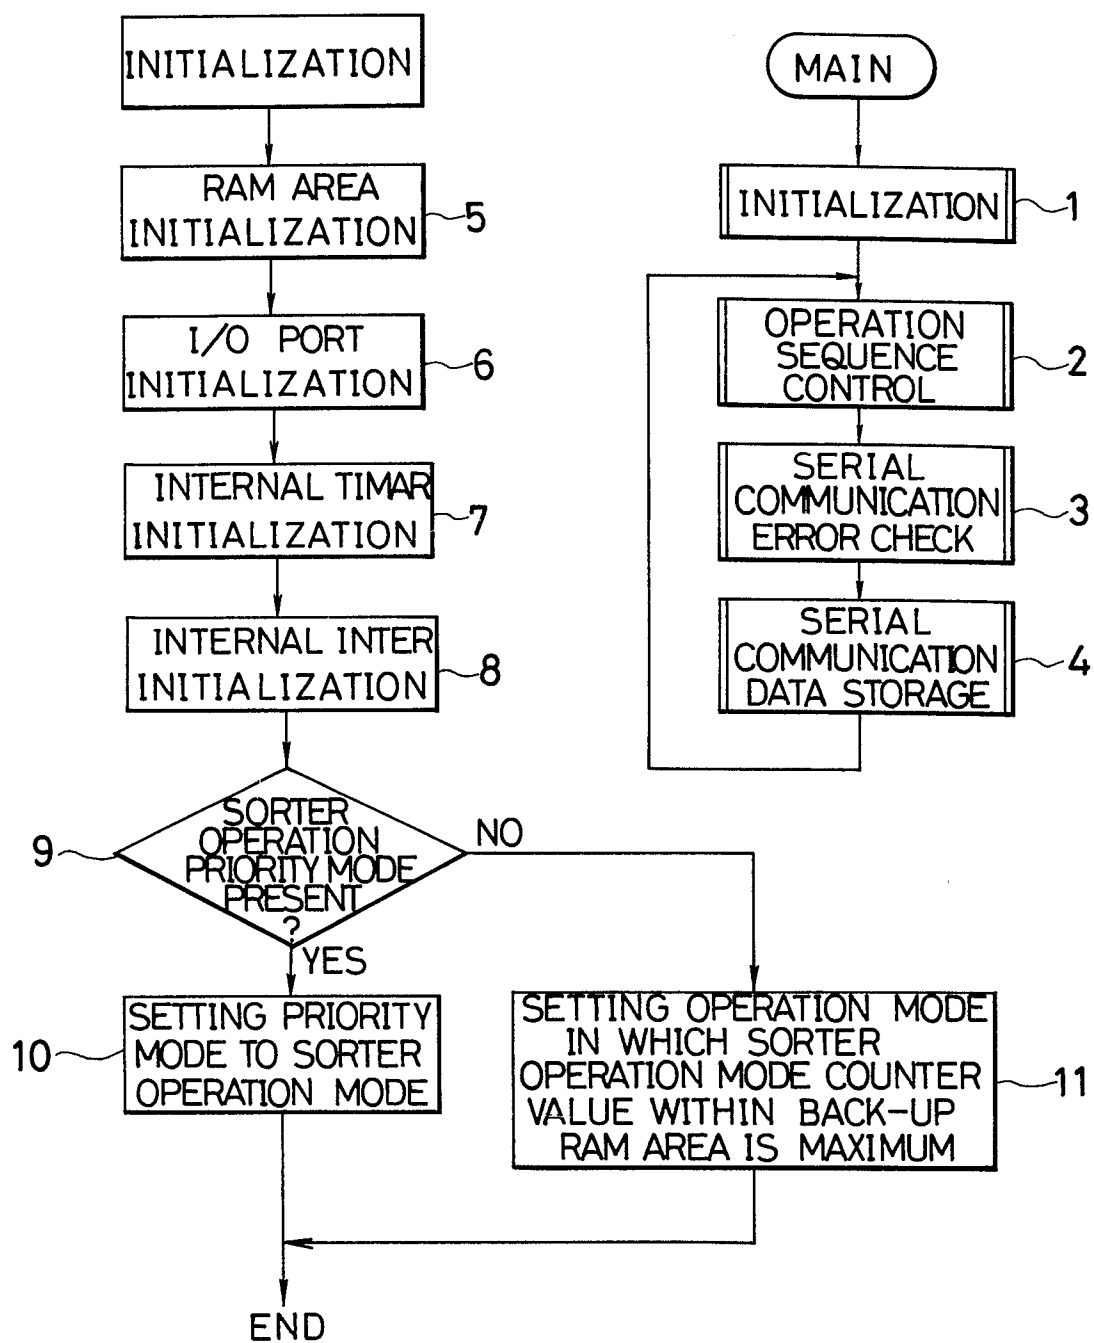 INITIALIZATION
RAM AREA
INITIALIZATION
5
I/O PORT
INITIALIZATION
6
INTERNAL TIMAR
INITIALIZATION
7
INTERNAL INTER
INITIALIZATION
8
SORTER
OPERATION
PRIORITY MODE
PRESENT
?
9
NO
YES
SETTING PRIORITY
MODE TO SORTER
OPERATION MODE
10
SETTING OPERATION MODE
IN WHICH SORTER
OPERATION MODE COUNTER
VALUE WITHIN BACK-UP
RAM AREA IS MAXIMUM
11
END
MAIN
INITIALIZATION
1
OPERATION
SEQUENCE
CONTROL
2
SERIAL
COMMUNICATION
ERROR CHECK
3
SERIAL
COMMUNICATION
DATA STORAGE
4